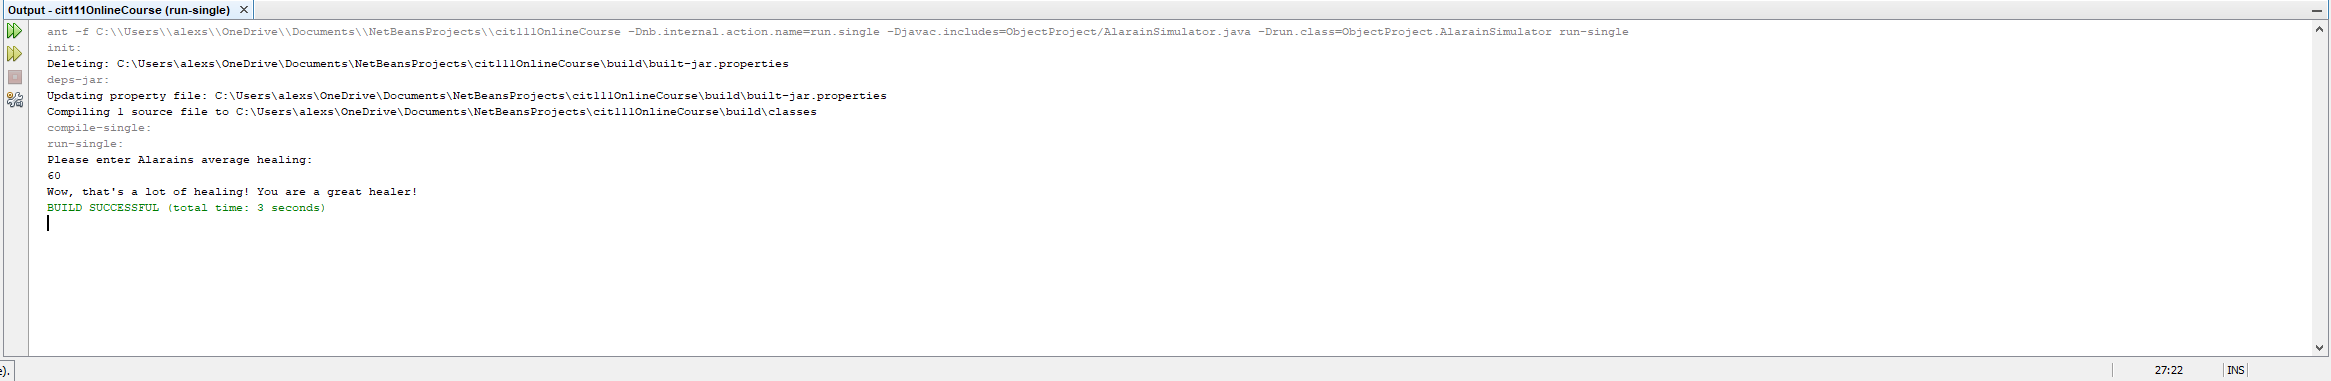 Output - cit111OnlineCourse (run-single)
ant -f C:\\Users\\alexs\\OneDrive\\Documents\\NetBeansProjects\\cit111OnlineCourse -Dnb.internal.action.name=run.single -Djavac.includes=ObjectProject/AlarainSimulator.java -Drun.class=ObjectProject.AlarainSimulator run-single
init:
Deleting: C:\Users\alexs\OneDrive\Documents\NetBeansProjects\cit111OnlineCourse\build\built-jar.properties
deps-jar:
Updating property file: C:\Users\alexs\OneDrive\Documents\NetBeansProjects\cit111OnlineCourse\build\built-jar.properties
Compiling 1 source file to C:\Users\alexs\OneDrive\Documents\NetBeansProjects\cit111OnlineCourse\build\classes
compile-single:
run-single:
Please enter Alarains average healing:
60
Wow, that's a lot of healing! You are a great healer!
BUILD SUCCESSFUL (total time: 3 seconds)
e).
27:22 INS